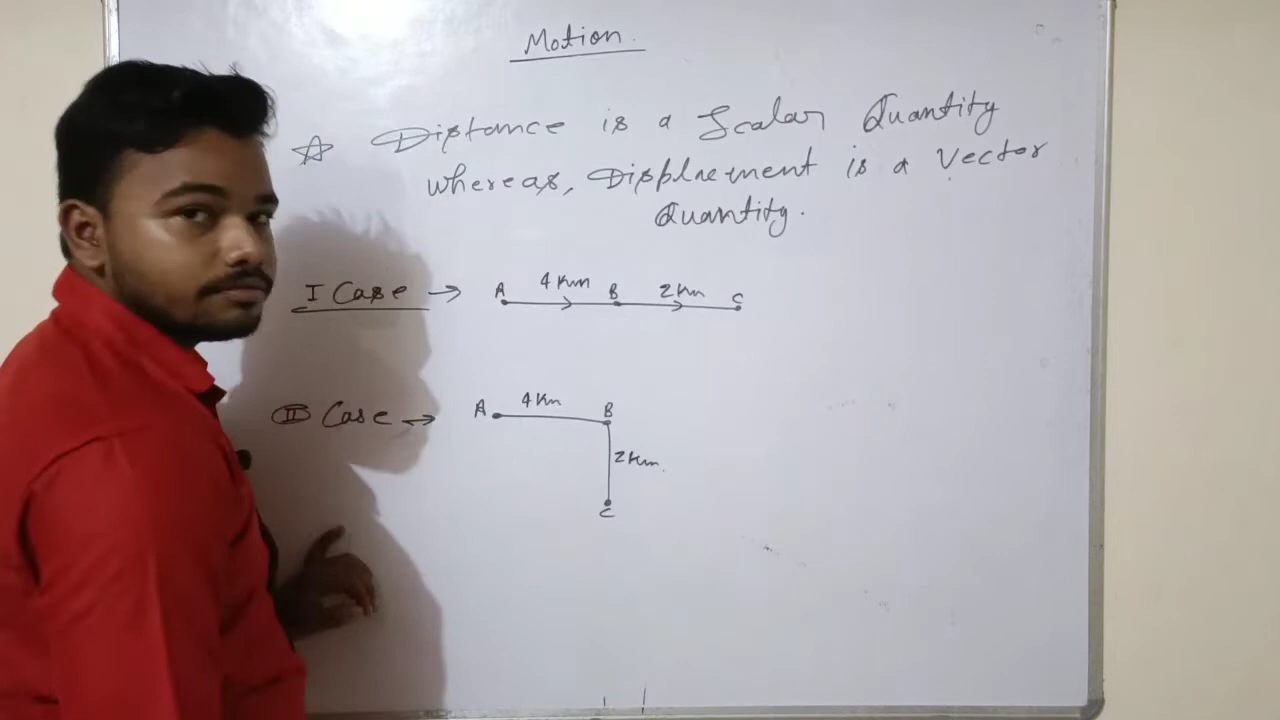 Motion.
☆ Distance is a Scalar Quantity
whereas, Displacement is a Vector
Quantity.
I Case → A 4 Km B 2 Km C
II Case → A 4 Km B
2 Km.
C